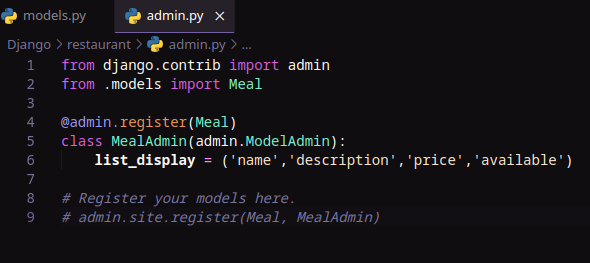 models.py admin.py ×
Django > restaurant > admin.py > ...
1 from django.contrib import admin
2 from .models import Meal
3
4 @admin.register(Meal)
5 class MealAdmin(admin.ModelAdmin):
6     list_display = ('name','description','price','available')
7
8 # Register your models here.
9 # admin.site.register(Meal, MealAdmin)